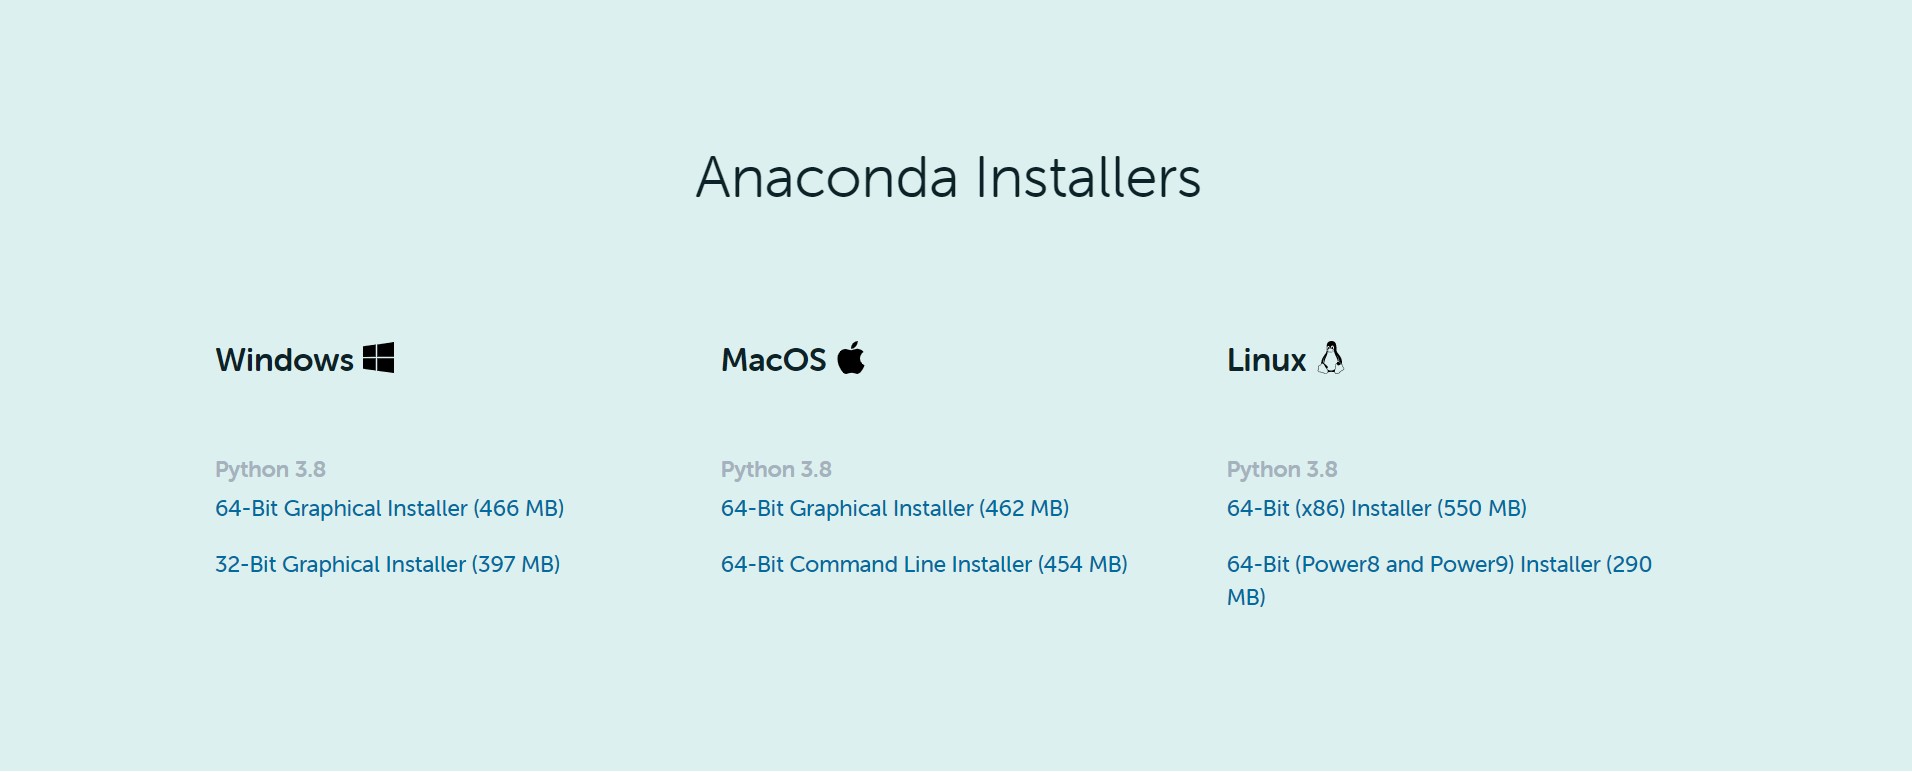 Anaconda Installers
Windows
Python 3.8
64-Bit Graphical Installer (466 MB)
32-Bit Graphical Installer (397 MB)
MacOS
Python 3.8
64-Bit Graphical Installer (462 MB)
64-Bit Command Line Installer (454 MB)
Linux
Python 3.8
64-Bit (x86) Installer (550 MB)
64-Bit (Power8 and Power9) Installer (290
MB)